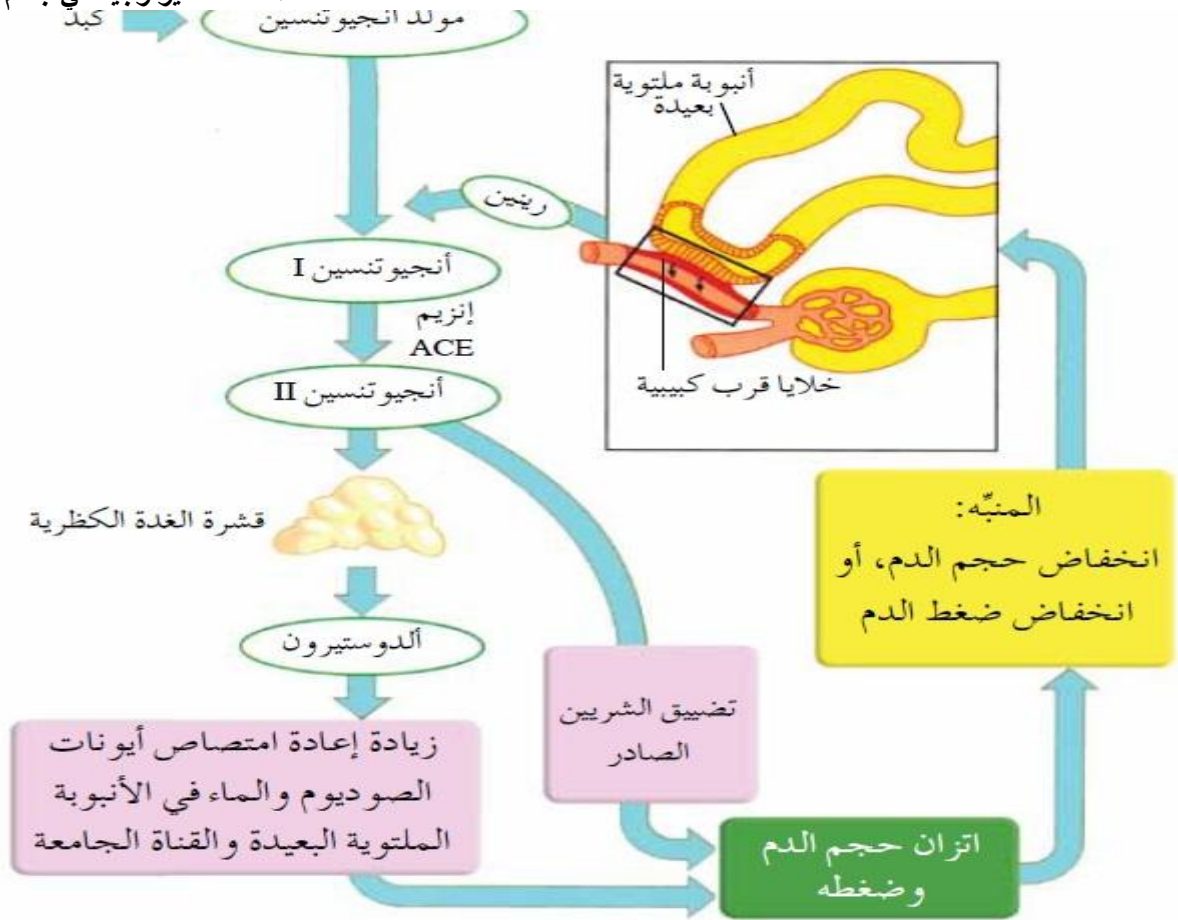 كبد
مولد أنجيوتنسين
أنبوبة ملتوية
بعيدة
رينين
أنجيوتنسين I
إنزيم
ACE
أنجيوتنسين II
خلايا قرب كبيبية
قشرة الغدة الكظرية
المنبِّه:
انخفاض حجم الدم، أو
انخفاض ضغط الدم
ألدوستيرون
تضييق الشريين
الصادر
زيادة إعادة امتصاص أيونات
الصوديوم والماء في الأنبوبة
الملتوية البعيدة والقناة الجامعة
اتزان حجم الدم
وضغطه